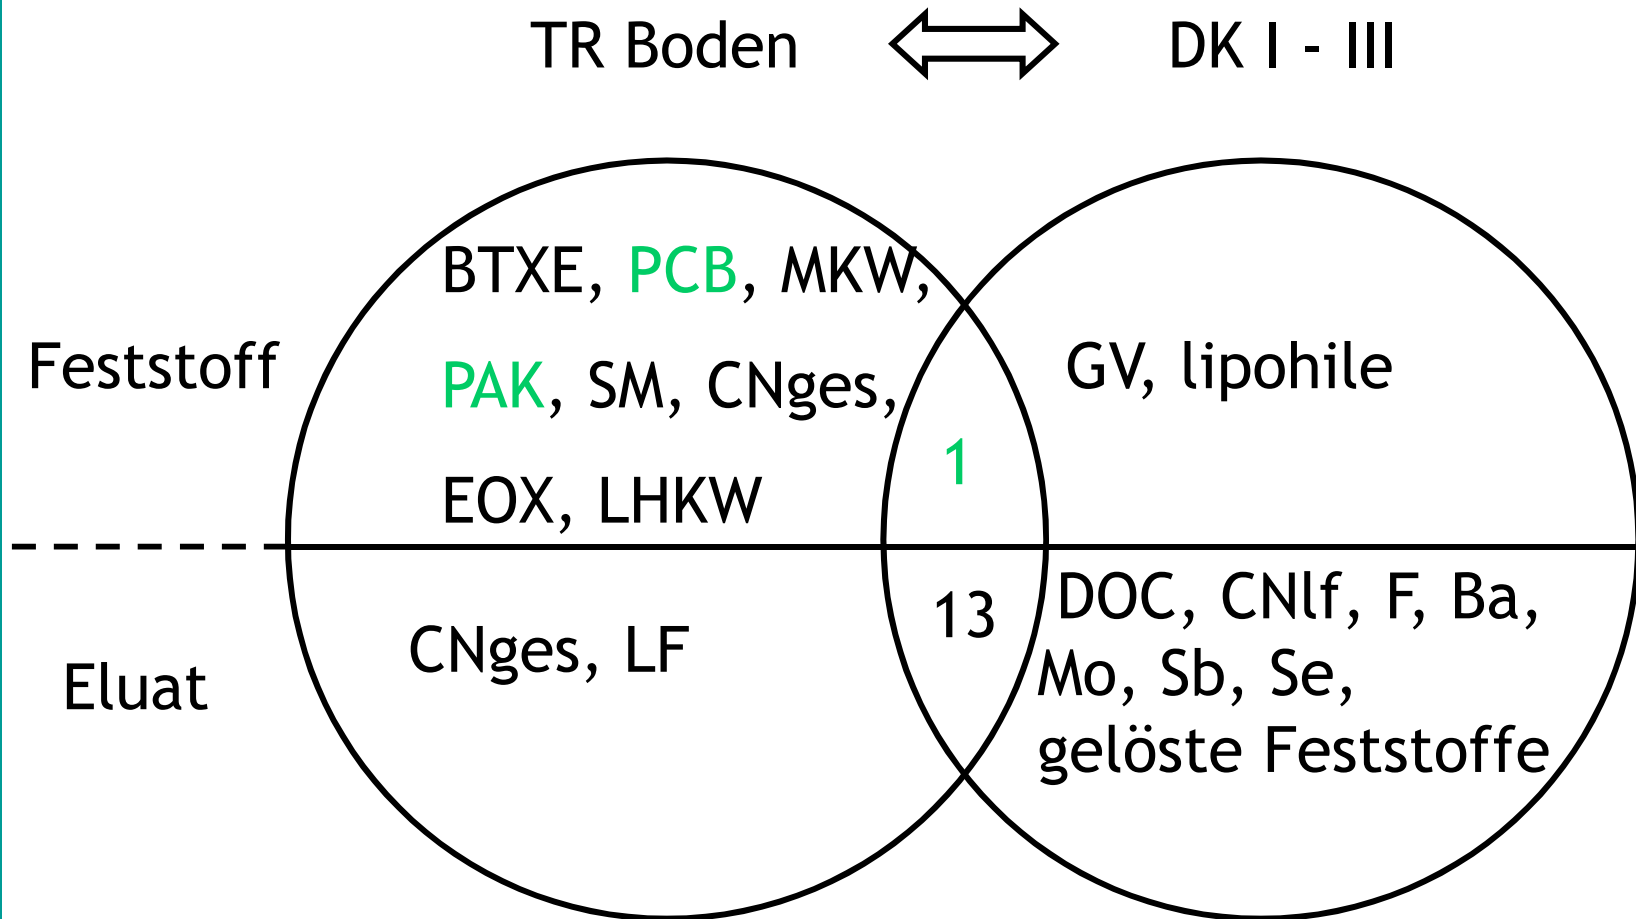 TR Boden
DK I - III
BTXE, PCB, MKW,
Feststoff
PAK, SM, CNges,
GV, lipohile
1
EOX, LHKW
13
DOC, CNlf, F, Ba,
CNges, LF
Mo, Sb, Se,
Eluat
gelöste Feststoffe